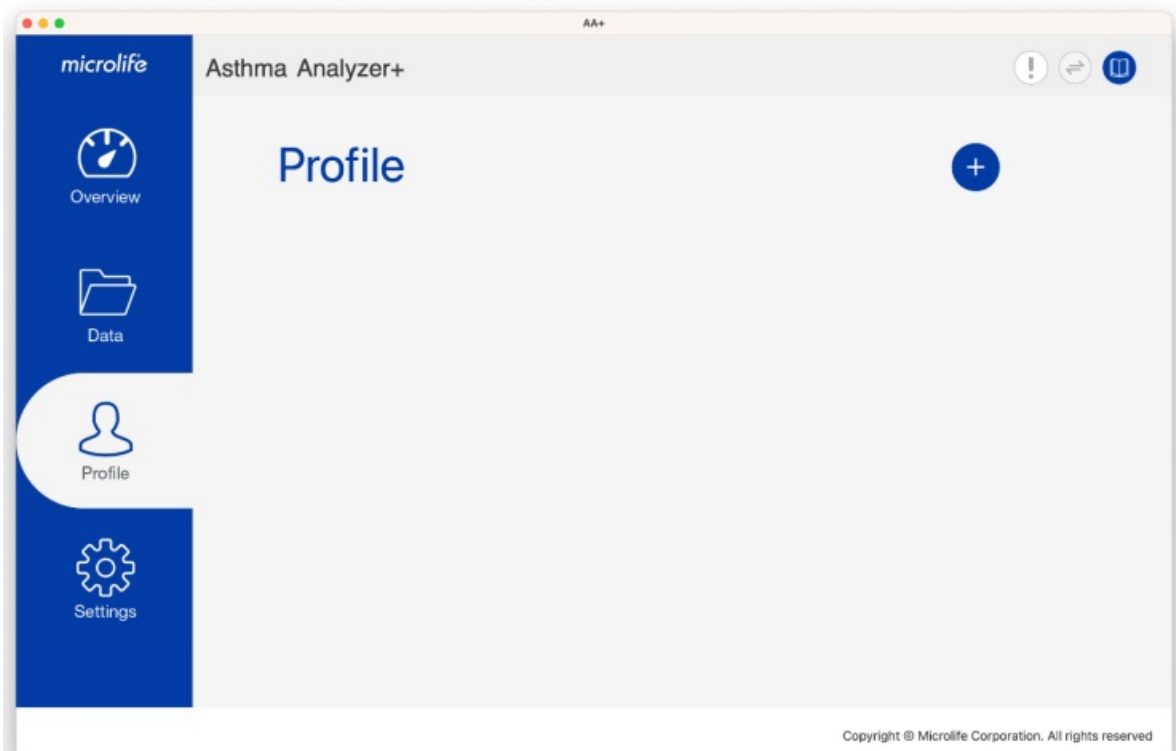 AA+
microlife
Asthma Analyzer+
Overview
Data
Profile
Settings
Profile
Copyright © Microlife Corporation. All rights reserved